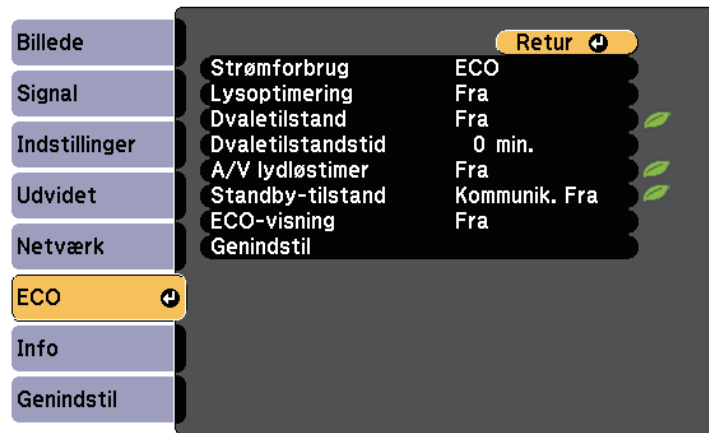 Billede
Signal
Indstillinger
Udvidet
Netværk
ECO
Info
Genindstil
Retur
Strømforbrug ECO
Lysoptimering Fra
Dvaletilstand Fra
Dvaletilstandstid 0 min.
A/V lydløstimer Fra
Standby-tilstand Kommunik. Fra
ECO-visning Fra
Genindstil